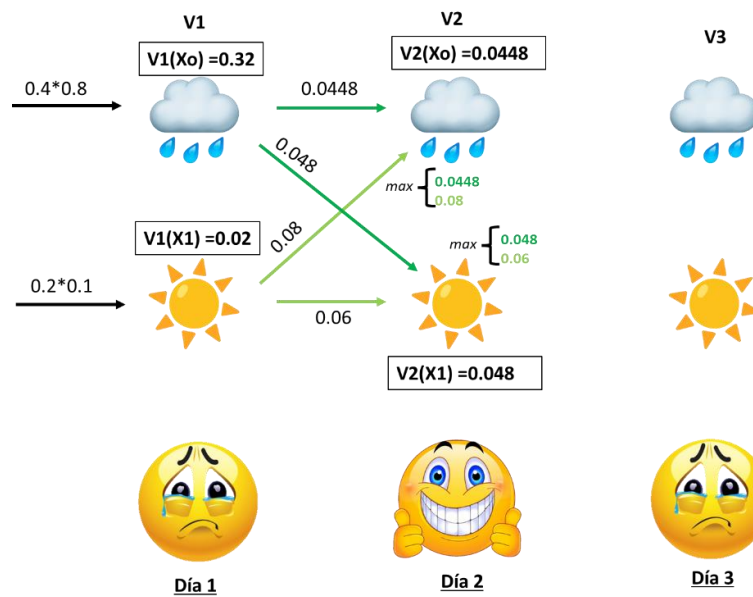 V1
V2
V3
V1(Xo) =0.32
V2(Xo) =0.0448
0.4*0.8
0.0448
0.048
max
0.0448
0.08
V1(X1) =0.02
0.08
max
0.048
0.06
0.2*0.1
0.06
V2(X1) =0.048
Día 1
Día 2
Día 3